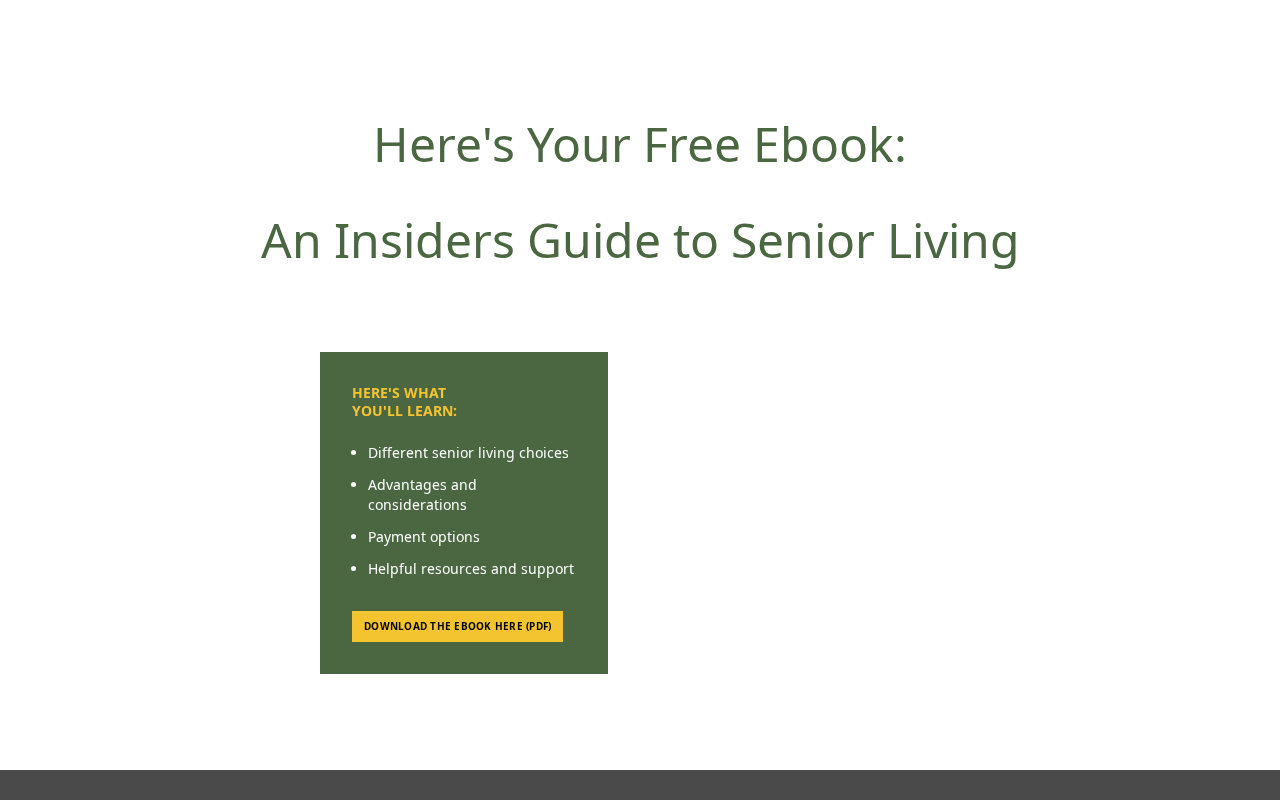 Here's Your Free Ebook:
An Insiders Guide to Senior Living
HERE'S WHAT
YOU'LL LEARN:
Different senior living choices
Advantages and
considerations
Payment options
Helpful resources and support
DOWNLOAD THE EBOOK HERE (PDF)